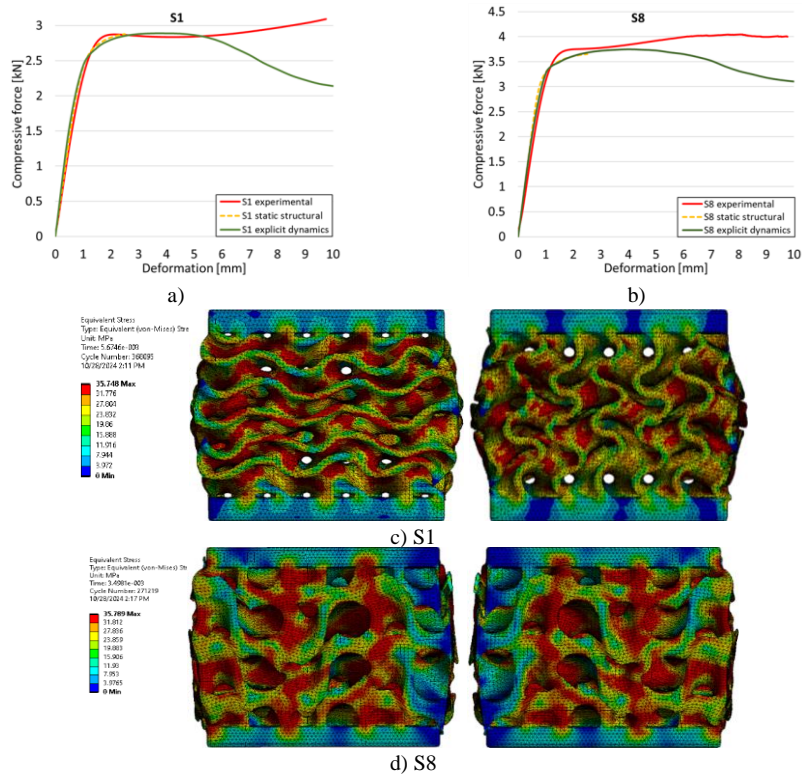 S1
Compressive force [kN]
3
2.5
2
1.5
1
0.5
0
0 1 2 3 4 5 6 7 8 9 10
Deformation [mm]
S1 experimental
S1 static structural
S1 explicit dynamics
a)
S8
Compressive force [kN]
4.5
4
3.5
3
2.5
2
1.5
1
0.5
0
0 1 2 3 4 5 6 7 8 9 10
Deformation [mm]
S8 experimental
S8 static structural
S8 explicit dynamics
b)
Equivalent Stress
Type: Equivalent (von-Mises) Stre
Unit: MPa
Time: 5.6746e-003
Cycle Number: 368093
10/28/2024 2:11 PM
35.748 Max
31.776
27.804
23.832
19.86
15.888
11.916
7.944
3.972
0 Min
c) S1
Equivalent Stress
Type: Equivalent (von-Mises) Str
Unit: MPa
Time: 3.4981e-003
Cycle Number: 271219
10/28/2024 2:17 PM
35.789 Max
31.812
27.836
23.859
19.883
15.906
11.93
7.953
3.9765
0 Min
d) S8